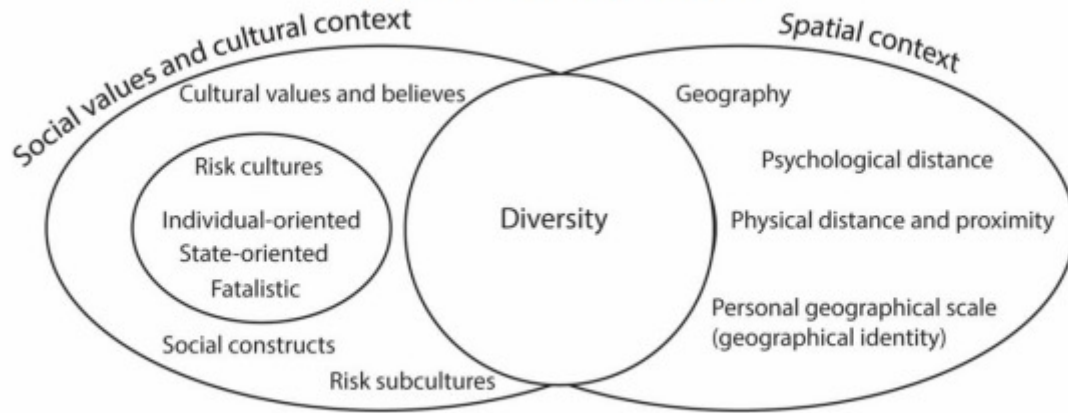 Social values and cultural context
Spatial context
Cultural values and believes
Geography
Risk cultures
Psychological distance
Individual-oriented
Diversity
Physical distance and proximity
State-oriented
Fatalistic
Personal geographical scale
(geographical identity)
Social constructs
Risk subcultures